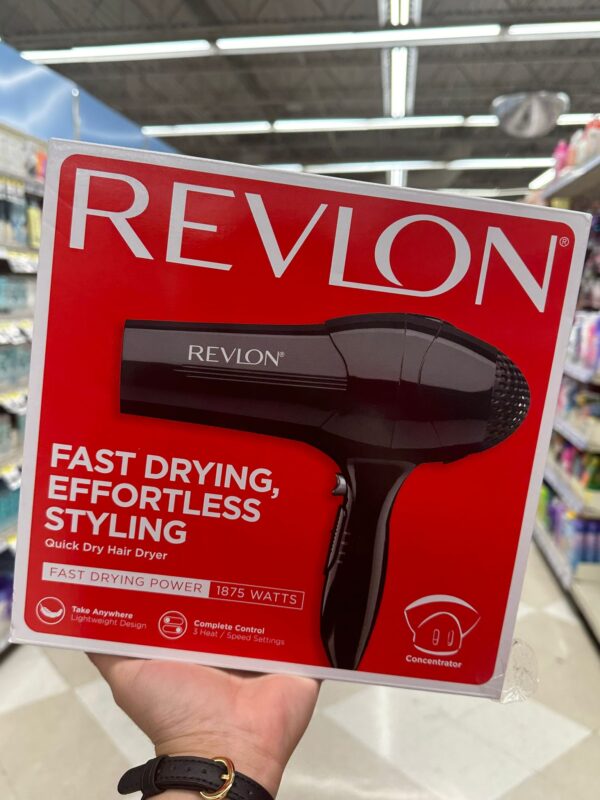 REVLON®
REVLON®
FAST DRYING,
EFFORTLESS
STYLING
Quick Dry Hair Dryer
FAST DRYING POWER 1875 WATTS
Take Anywhere
Lightweight Design
Complete Control
3 Heat / Speed Settings
Concentrator